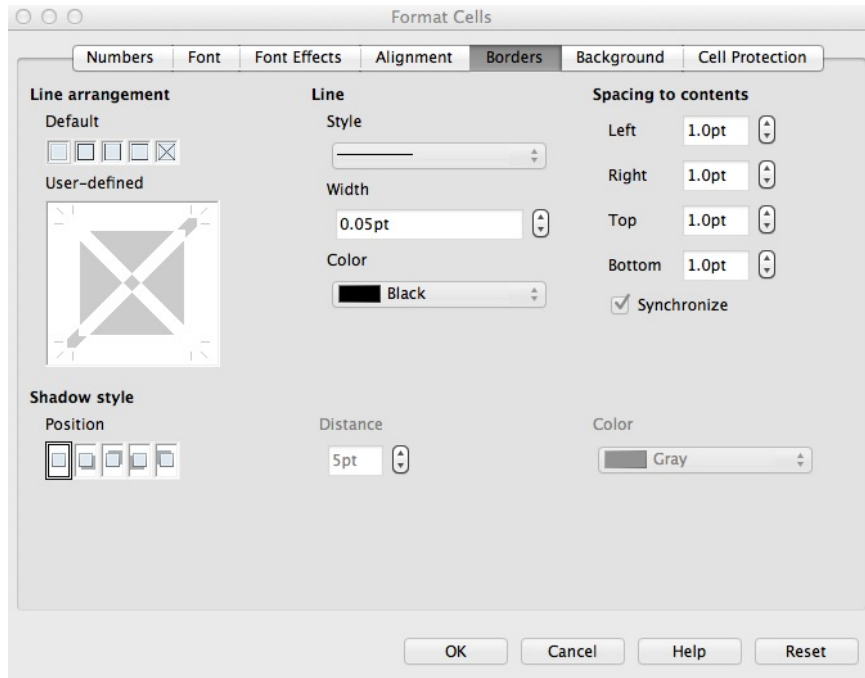 Format Cells
Numbers Font Font Effects Alignment Borders Background Cell Protection
Line arrangement
Default
User-defined
Line
Style
Width
0.05pt
Color
Black
Spacing to contents
Left 1.0pt
Right 1.0pt
Top 1.0pt
Bottom 1.0pt
Synchronize
Shadow style
Position
Distance
5pt
Color
Gray
OK Cancel Help Reset